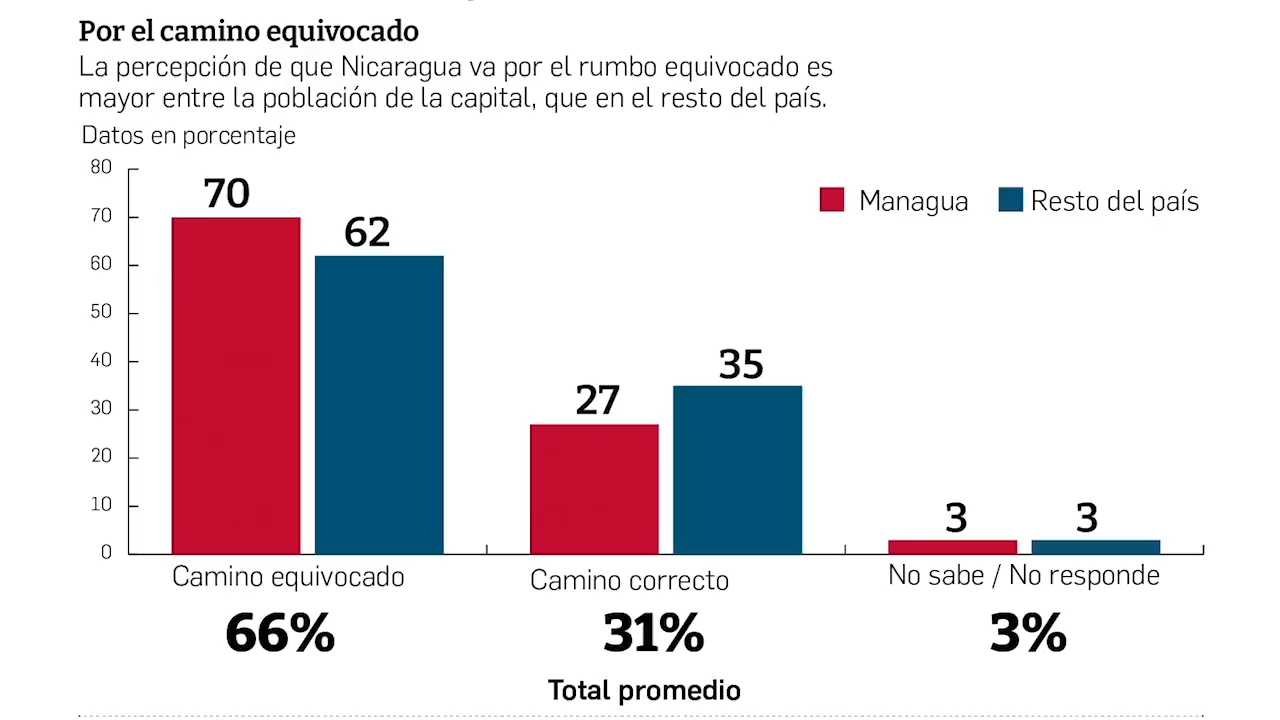 Por el camino equivocado
La percepción de que Nicaragua va por el rumbo equivocado es
mayor entre la población de la capital, que en el resto del país.
Datos en porcentaje
80
70
60
50
40
30
20
10
0
Managua
Resto del país
70
62
27
35
3
3
Camino equivocado
Camino correcto
No sabe / No responde
66%
31%
3%
Total promedio